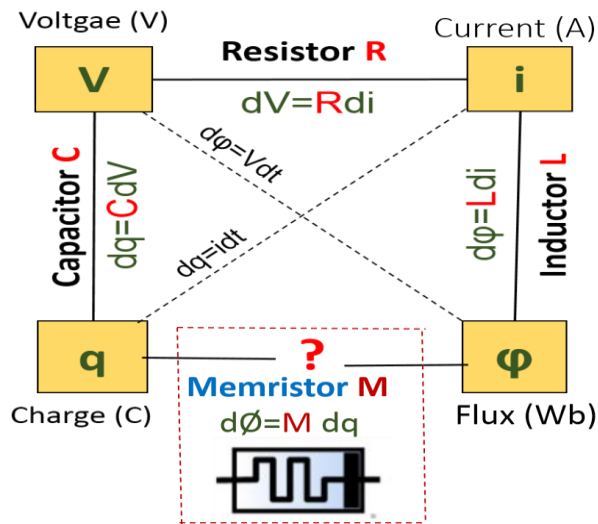 Voltgae (V)
Current (A)
Resistor R
V
i
dV=Rdi
dφ=Vdt
Capacitor C
dq=CdV
dφ=Ldi
Inductor L
dq=idt
q
?
φ
Memristor M
Charge (C)
Flux (Wb)
dØ=M dq